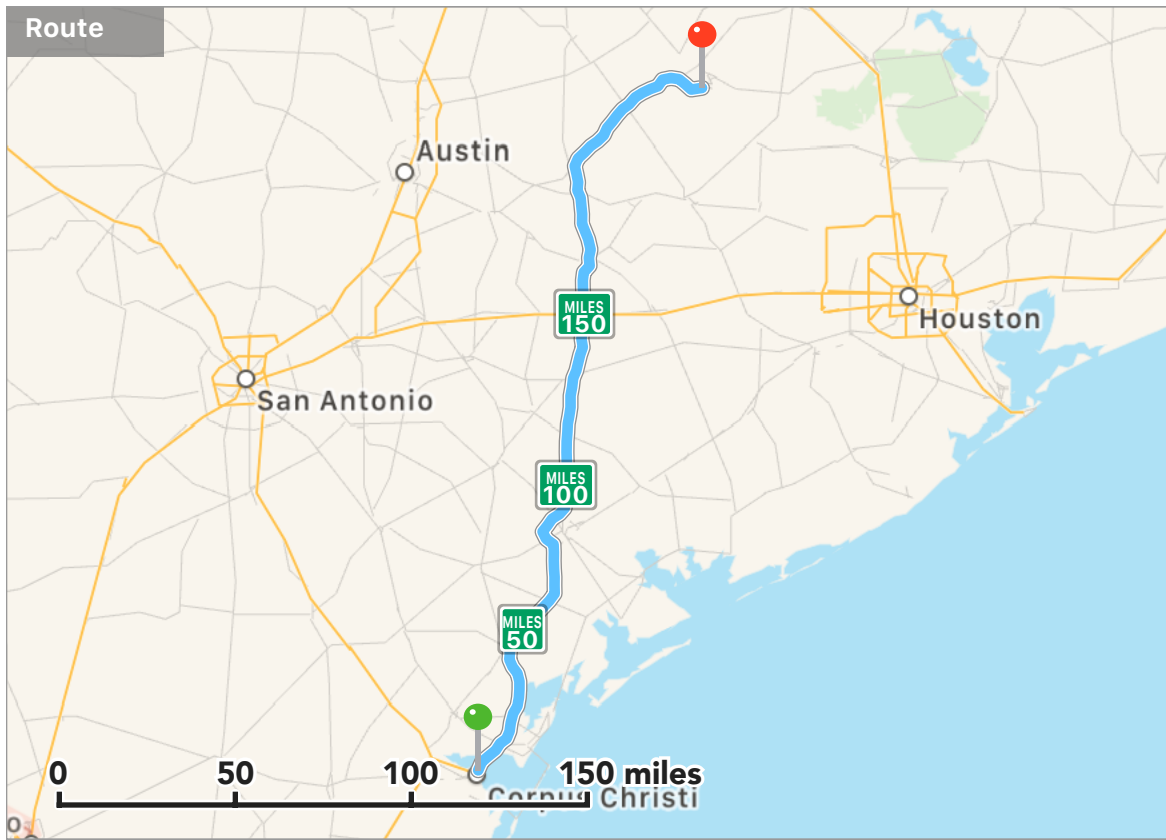 Route
Austin
MILES
150
Houston
San Antonio
MILES
100
MILES
50
0 50 100 150 miles
Corpus Christi
o